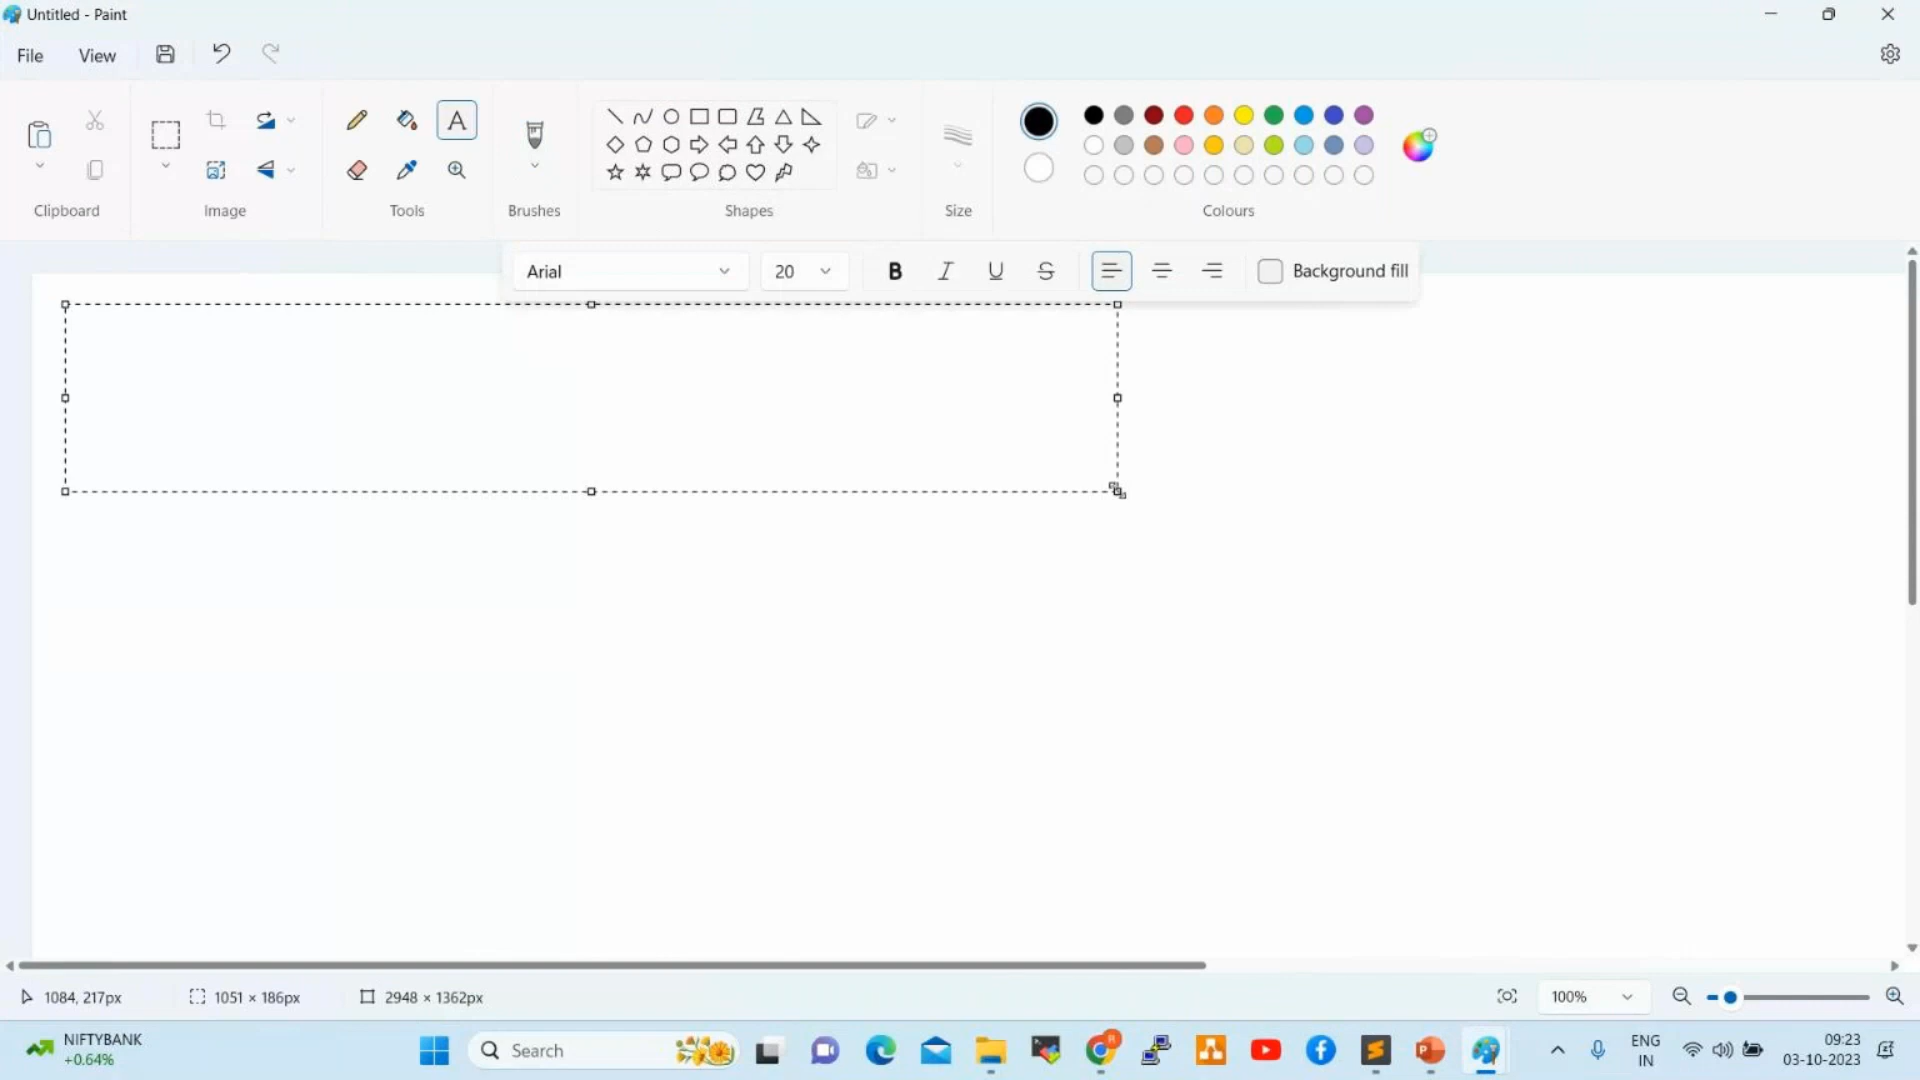 Untitled - Paint
File View
Clipboard Image Tools Brushes Shapes Size Colours
A
Arial 20 B I U S Background fill
1084, 217px 1051 × 186px 2948 × 1362px 100%
NIFTYBANK
+0.64%
Search
ENG
IN
09:23
03-10-2023